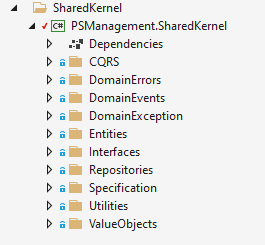 SharedKernel
C# PSManagement.SharedKernel
Dependencies
CQRS
DomainErrors
DomainEvents
DomainException
Entities
Interfaces
Repositories
Specification
Utilities
ValueObjects